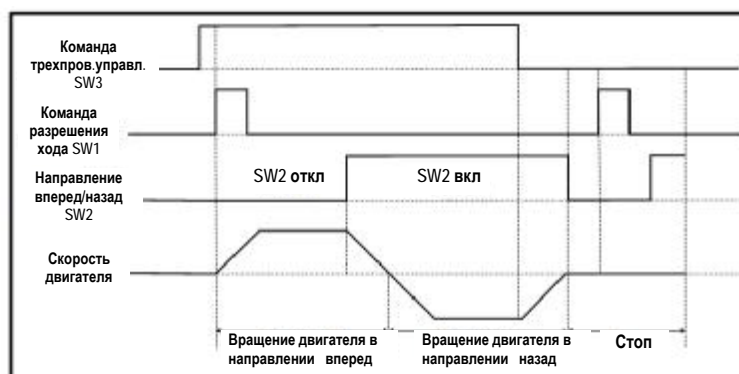 Команда
трехпров.управл.
SW3
Команда
разрешения
хода SW1
Направление
вперед/назад
SW2
SW2 откл
SW2 вкл
Скорость
двигателя
Вращение двигателя в
направлении вперед
Вращение двигателя в
направлении назад
Стоп